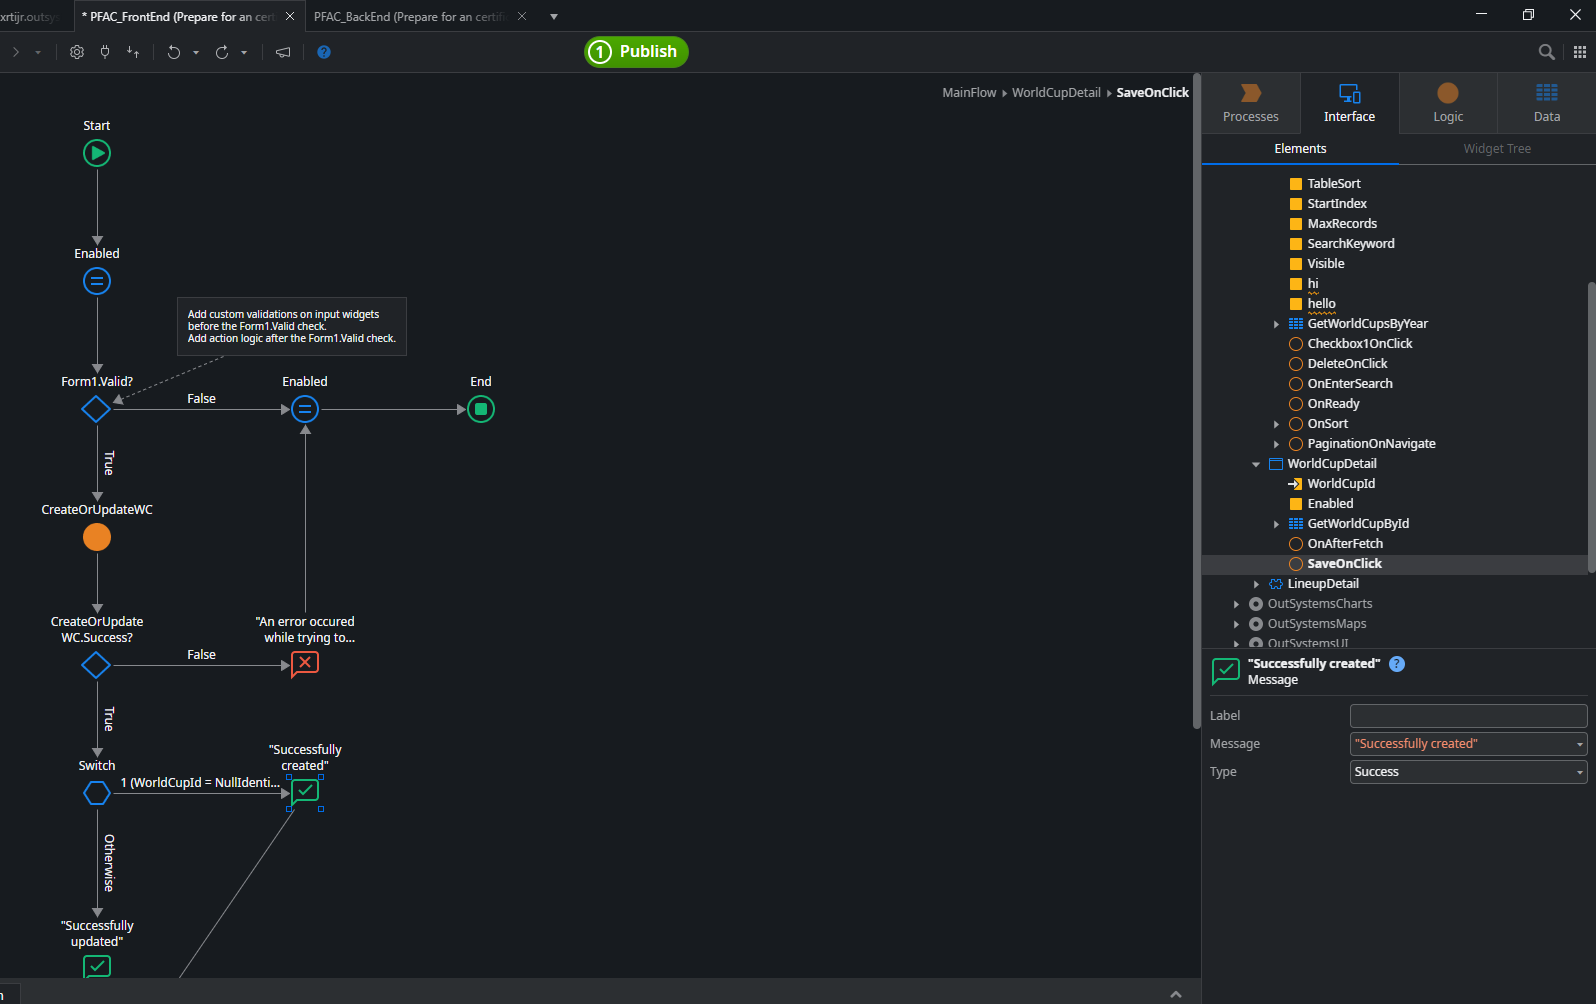 xrtijr.outsy
* PFAC_FrontEnd (Prepare for an cert
PFAC_BackEnd (Prepare for an certifi
1 Publish
MainFlow WorldCupDetail SaveOnClick
Start
Enabled
Add custom validations on input widgets
before the Form1.Valid check.
Add action logic after the Form1.Valid check.
Form1.Valid?
False
Enabled
End
True
CreateOrUpdateWC
CreateOrUpdate
WC.Success?
False
"An error occured
while trying to...
True
Switch
1 (WorldCupId = NullIdenti...
"Successfully
created"
Otherwise
"Successfully
updated"
Processes
Interface
Logic
Data
Elements
Widget Tree
TableSort
StartIndex
MaxRecords
SearchKeyword
Visible
hi
hello
GetWorldCupsByYear
Checkbox1OnClick
DeleteOnClick
OnEnterSearch
OnReady
OnSort
PaginationOnNavigate
WorldCupDetail
WorldCupId
Enabled
GetWorldCupById
OnAfterFetch
SaveOnClick
LineupDetail
OutSystemsCharts
OutSystemsMaps
OutSystemsUI
"Successfully created" ?
Message
Label
Message "Successfully created"
Type Success